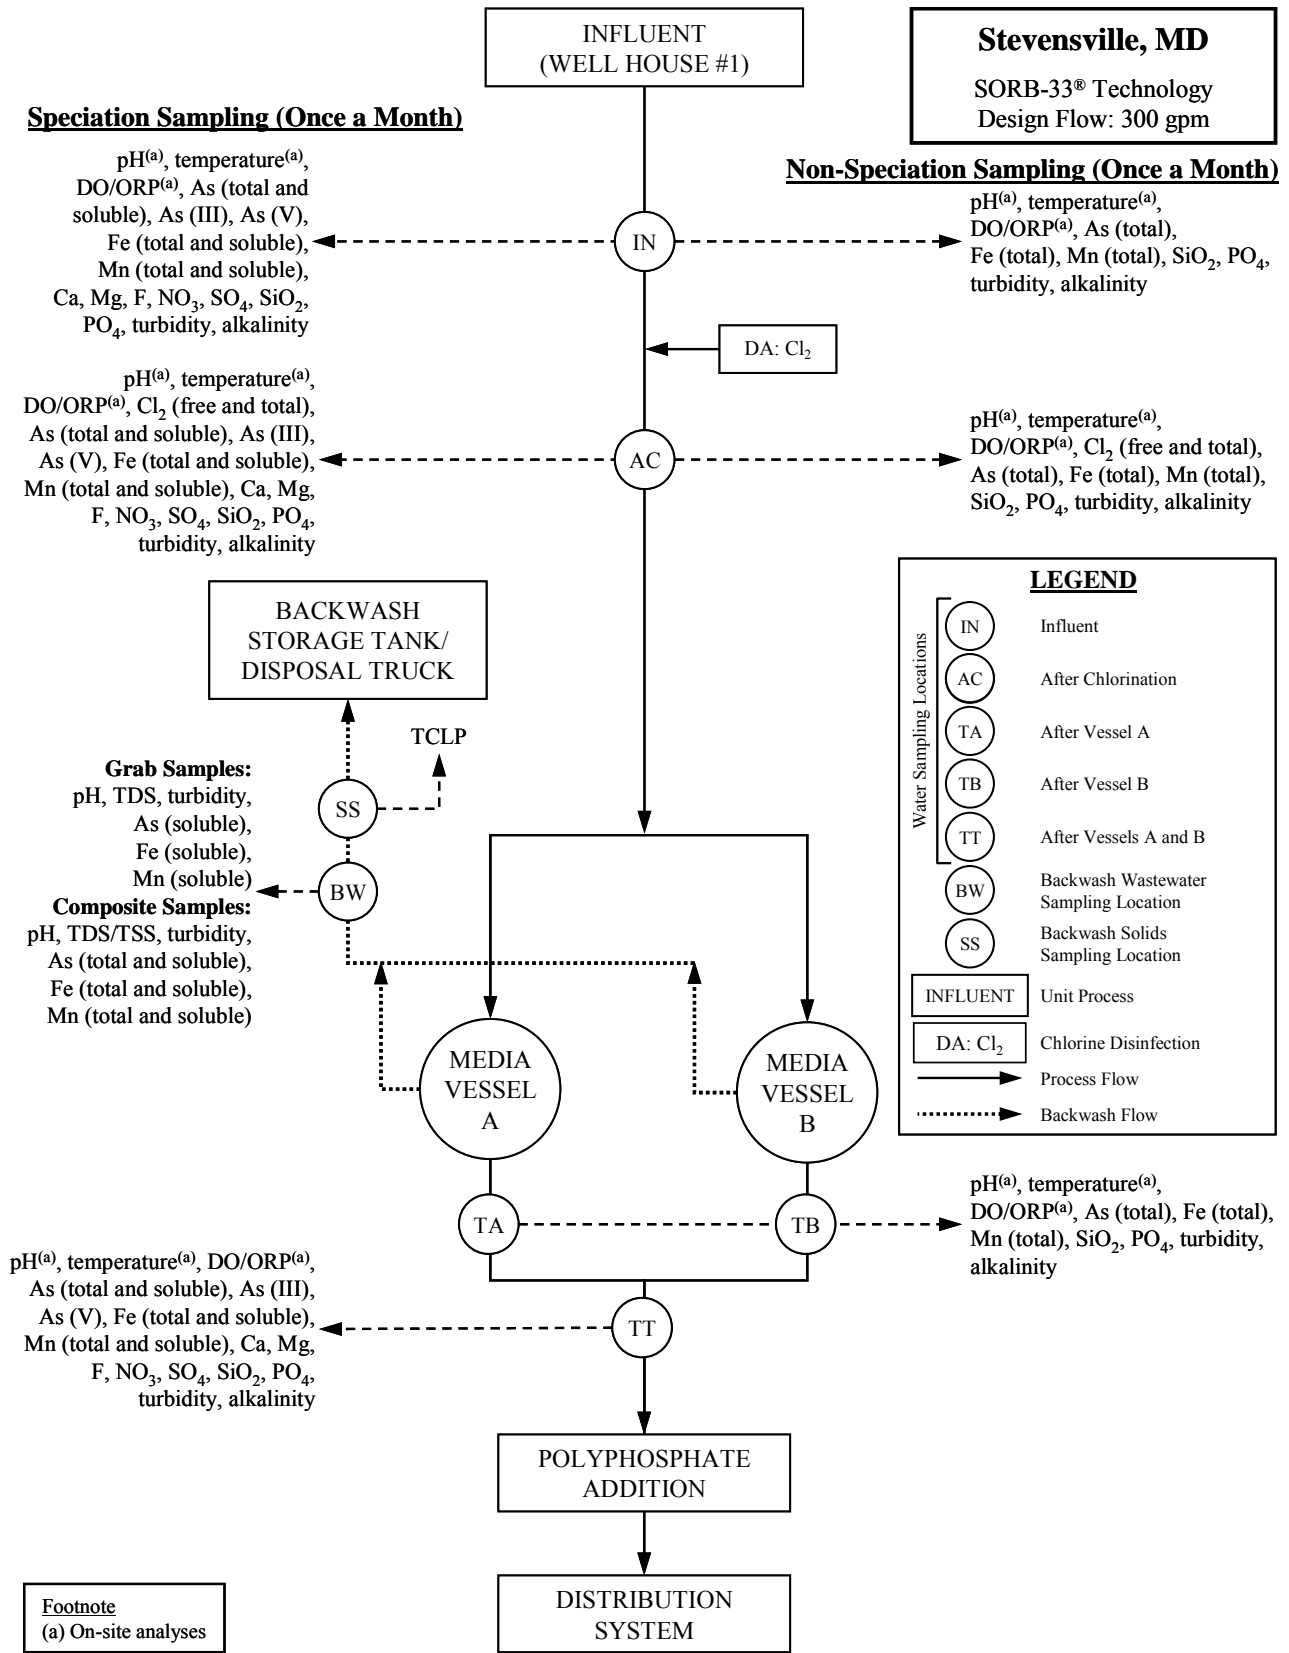 INFLUENT
(WELL HOUSE #1)
Stevensville, MD
SORB-33® Technology
Design Flow: 300 gpm
Speciation Sampling (Once a Month)
pH(a), temperature(a),
DO/ORP(a), As (total and
soluble), As (III), As (V),
Fe (total and soluble),
Mn (total and soluble),
Ca, Mg, F, NO3, SO4, SiO2,
PO4, turbidity, alkalinity
Non-Speciation Sampling (Once a Month)
pH(a), temperature(a),
DO/ORP(a), As (total),
Fe (total), Mn (total), SiO2, PO4,
turbidity, alkalinity
IN
DA: Cl2
pH(a), temperature(a),
DO/ORP(a), Cl2 (free and total),
As (total and soluble), As (III),
As (V), Fe (total and soluble),
Mn (total and soluble), Ca, Mg,
F, NO3, SO4, SiO2, PO4,
turbidity, alkalinity
AC
pH(a), temperature(a),
DO/ORP(a), Cl2 (free and total),
As (total), Fe (total), Mn (total),
SiO2, PO4, turbidity, alkalinity
BACKWASH
STORAGE TANK/
DISPOSAL TRUCK
TCLP
SS
BW
Grab Samples:
pH, TDS, turbidity,
As (soluble),
Fe (soluble),
Mn (soluble)
Composite Samples:
pH, TDS/TSS, turbidity,
As (total and soluble),
Fe (total and soluble),
Mn (total and soluble)
LEGEND
Water Sampling Locations
IN Influent
AC After Chlorination
TA After Vessel A
TB After Vessel B
TT After Vessels A and B
BW Backwash Wastewater
Sampling Location
SS Backwash Solids
Sampling Location
INFLUENT Unit Process
DA: Cl2 Chlorine Disinfection
Process Flow
Backwash Flow
MEDIA
VESSEL
A
MEDIA
VESSEL
B
TA
TB
pH(a), temperature(a),
DO/ORP(a), As (total), Fe (total),
Mn (total), SiO2, PO4, turbidity,
alkalinity
pH(a), temperature(a), DO/ORP(a),
As (total and soluble), As (III),
As (V), Fe (total and soluble),
Mn (total and soluble), Ca, Mg,
F, NO3, SO4, SiO2, PO4,
turbidity, alkalinity
TT
POLYPHOSPHATE
ADDITION
DISTRIBUTION
SYSTEM
Footnote
(a) On-site analyses